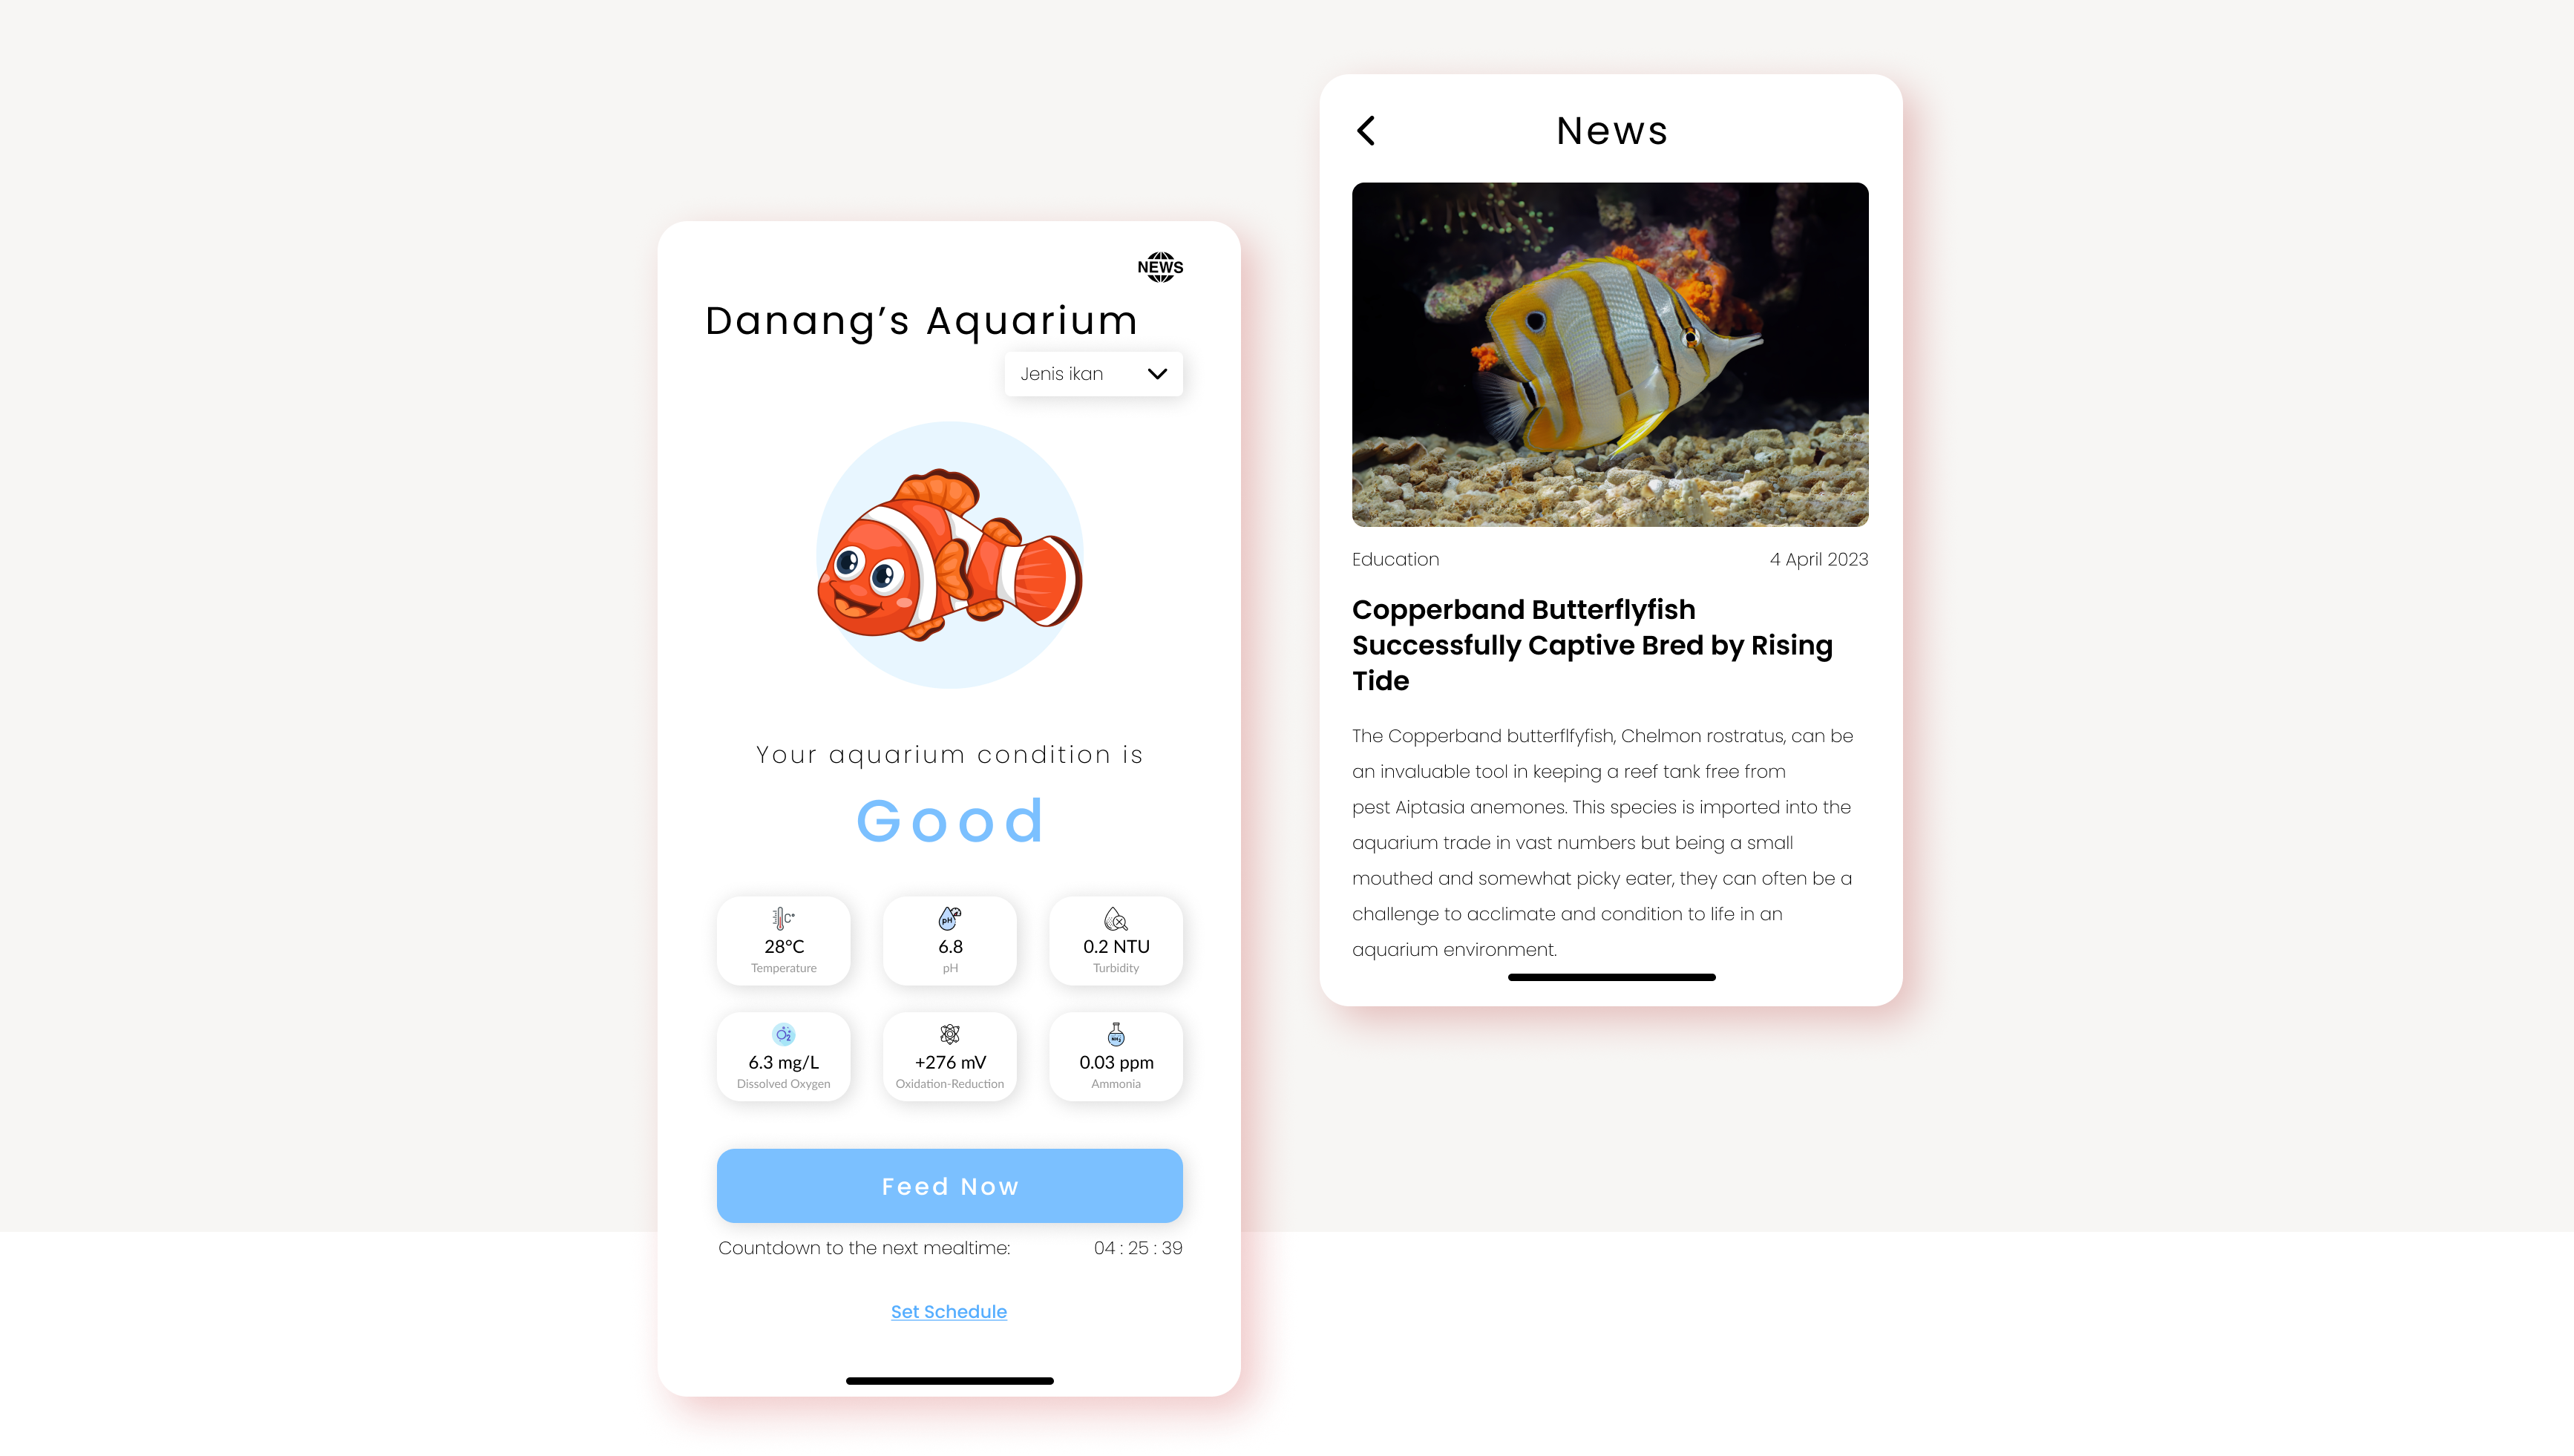 NEWS
Danang’s Aquarium
Jenis ikan
Your aquarium condition is
Good
C°
pH
28°C
6.8
0.2 NTU
Temperature
pH
Turbidity
O2
NH3
6.3 mg/L
+276 mV
0.03 ppm
Dissolved Oxygen
Oxidation-Reduction
Ammonia
Feed Now
Countdown to the next mealtime:
04 : 25 : 39
Set Schedule
News
Education
4 April 2023
Copperband Butterflyfish
Successfully Captive Bred by Rising
Tide
The Copperband butterflfyfish, Chelmon rostratus, can be
an invaluable tool in keeping a reef tank free from
pest Aiptasia anemones. This species is imported into the
aquarium trade in vast numbers but being a small
mouthed and somewhat picky eater, they can often be a
challenge to acclimate and condition to life in an
aquarium environment.